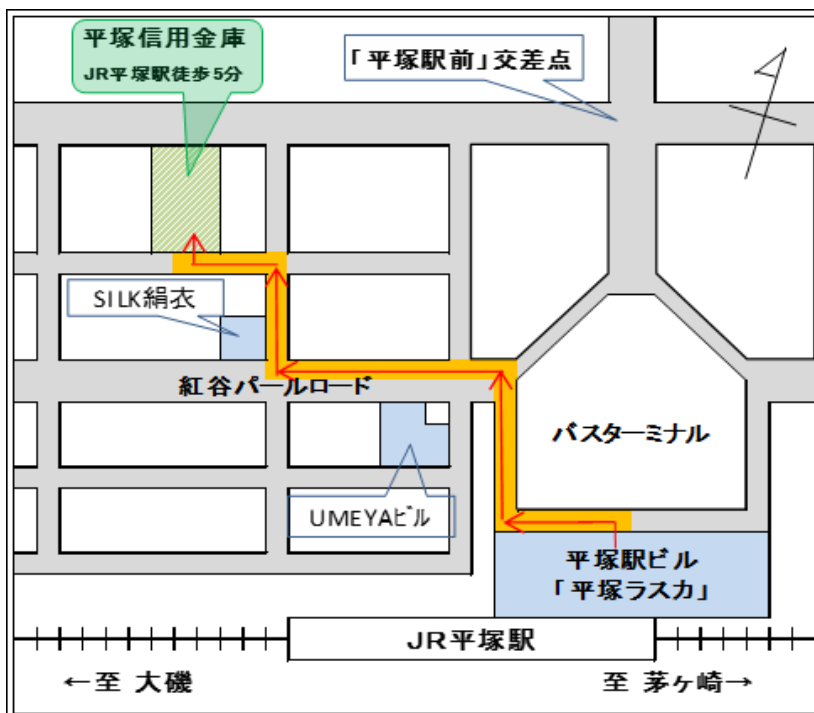 平塚信用金庫
JR平塚駅徒歩5分
「平塚駅前」交差点
SILK絹衣
紅谷パールロード
バスターミナル
UMEYAビル
平塚駅ビル
「平塚ラスカ」
JR平塚駅
←至 大磯
至 茅ヶ崎→